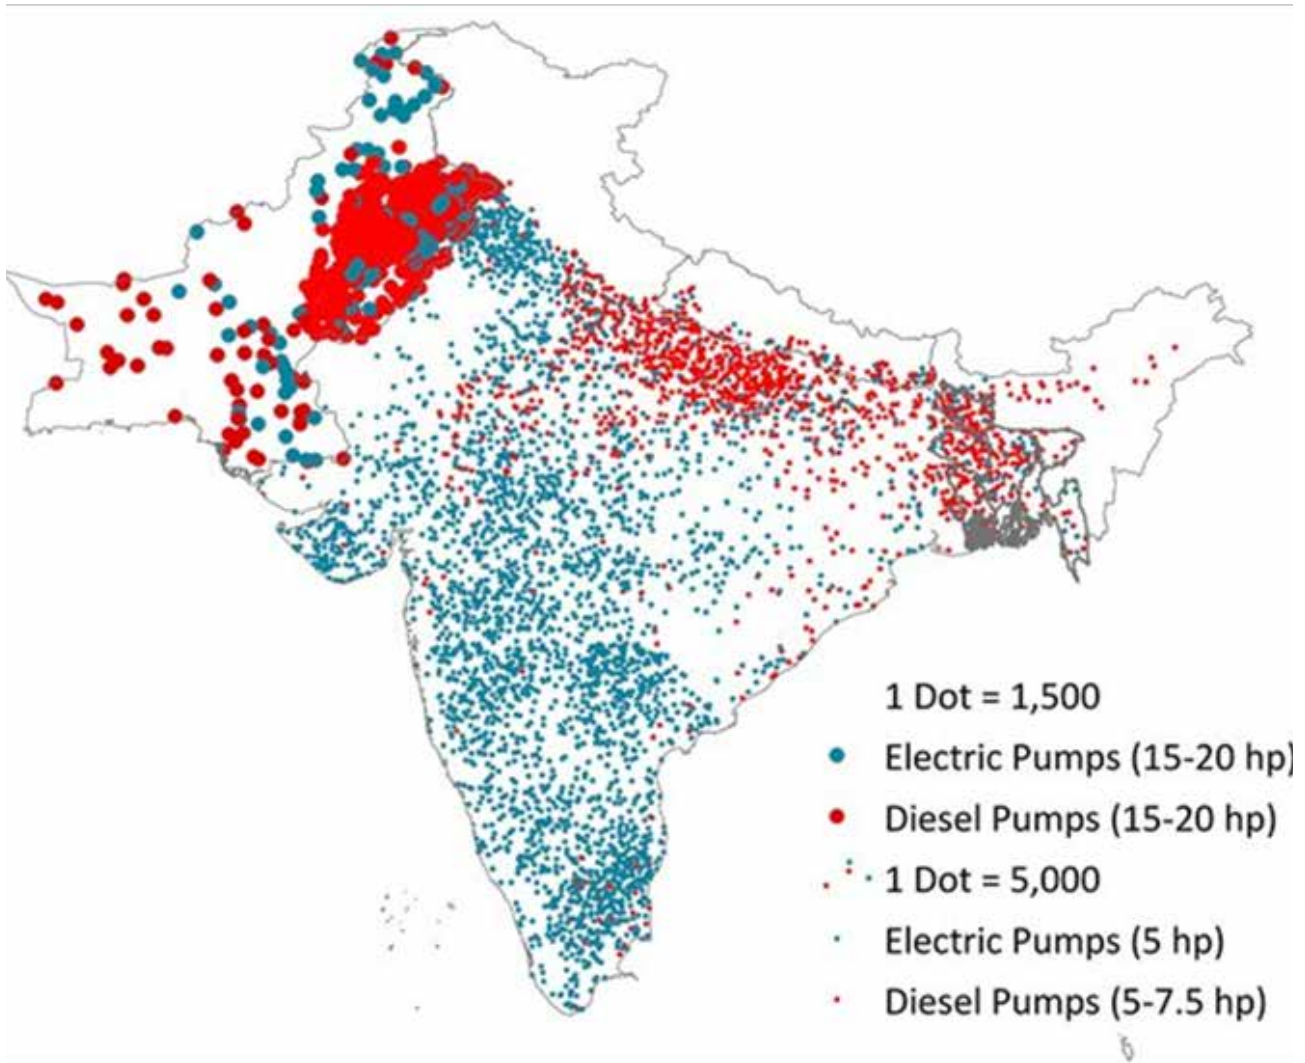 1 Dot = 1,500
Electric Pumps (15-20 hp)
Diesel Pumps (15-20 hp)
1 Dot = 5,000
Electric Pumps (5 hp)
Diesel Pumps (5-7.5 hp)